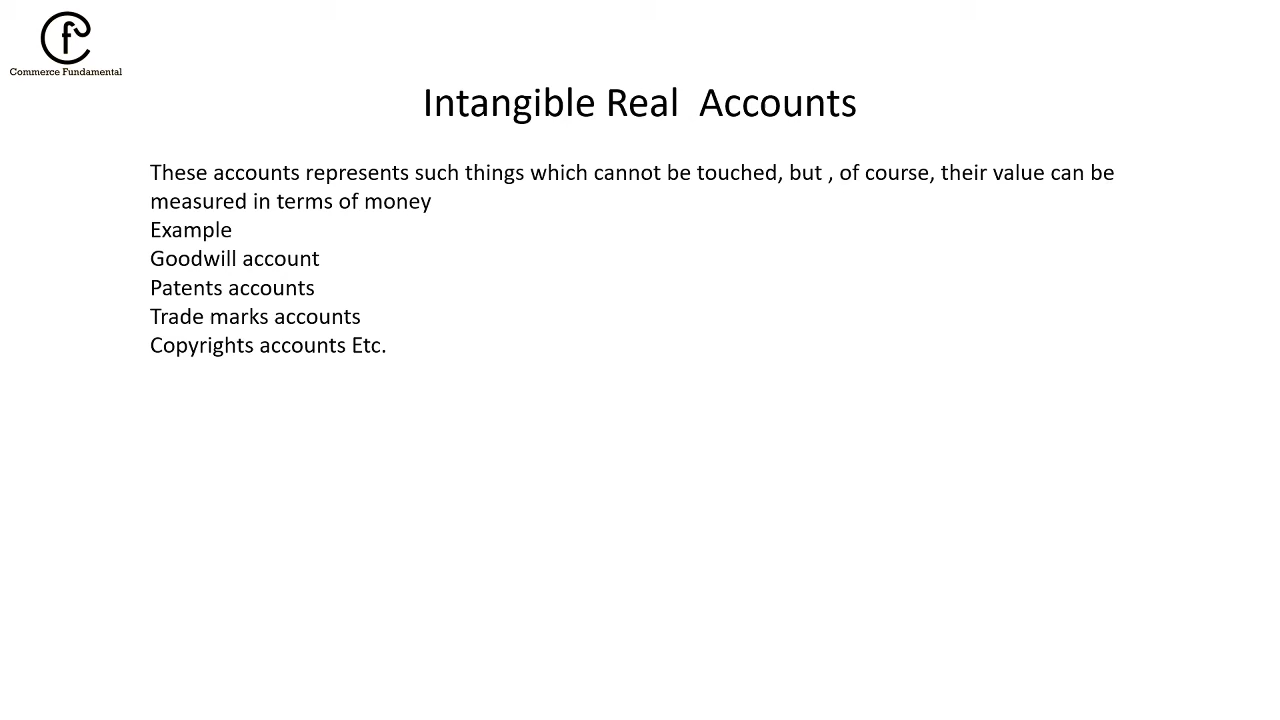 Commerce Fundamental
Intangible Real  Accounts
These accounts represents such things which cannot be touched, but , of course, their value can be
measured in terms of money
Example
Goodwill account
Patents accounts
Trade marks accounts
Copyrights accounts Etc.